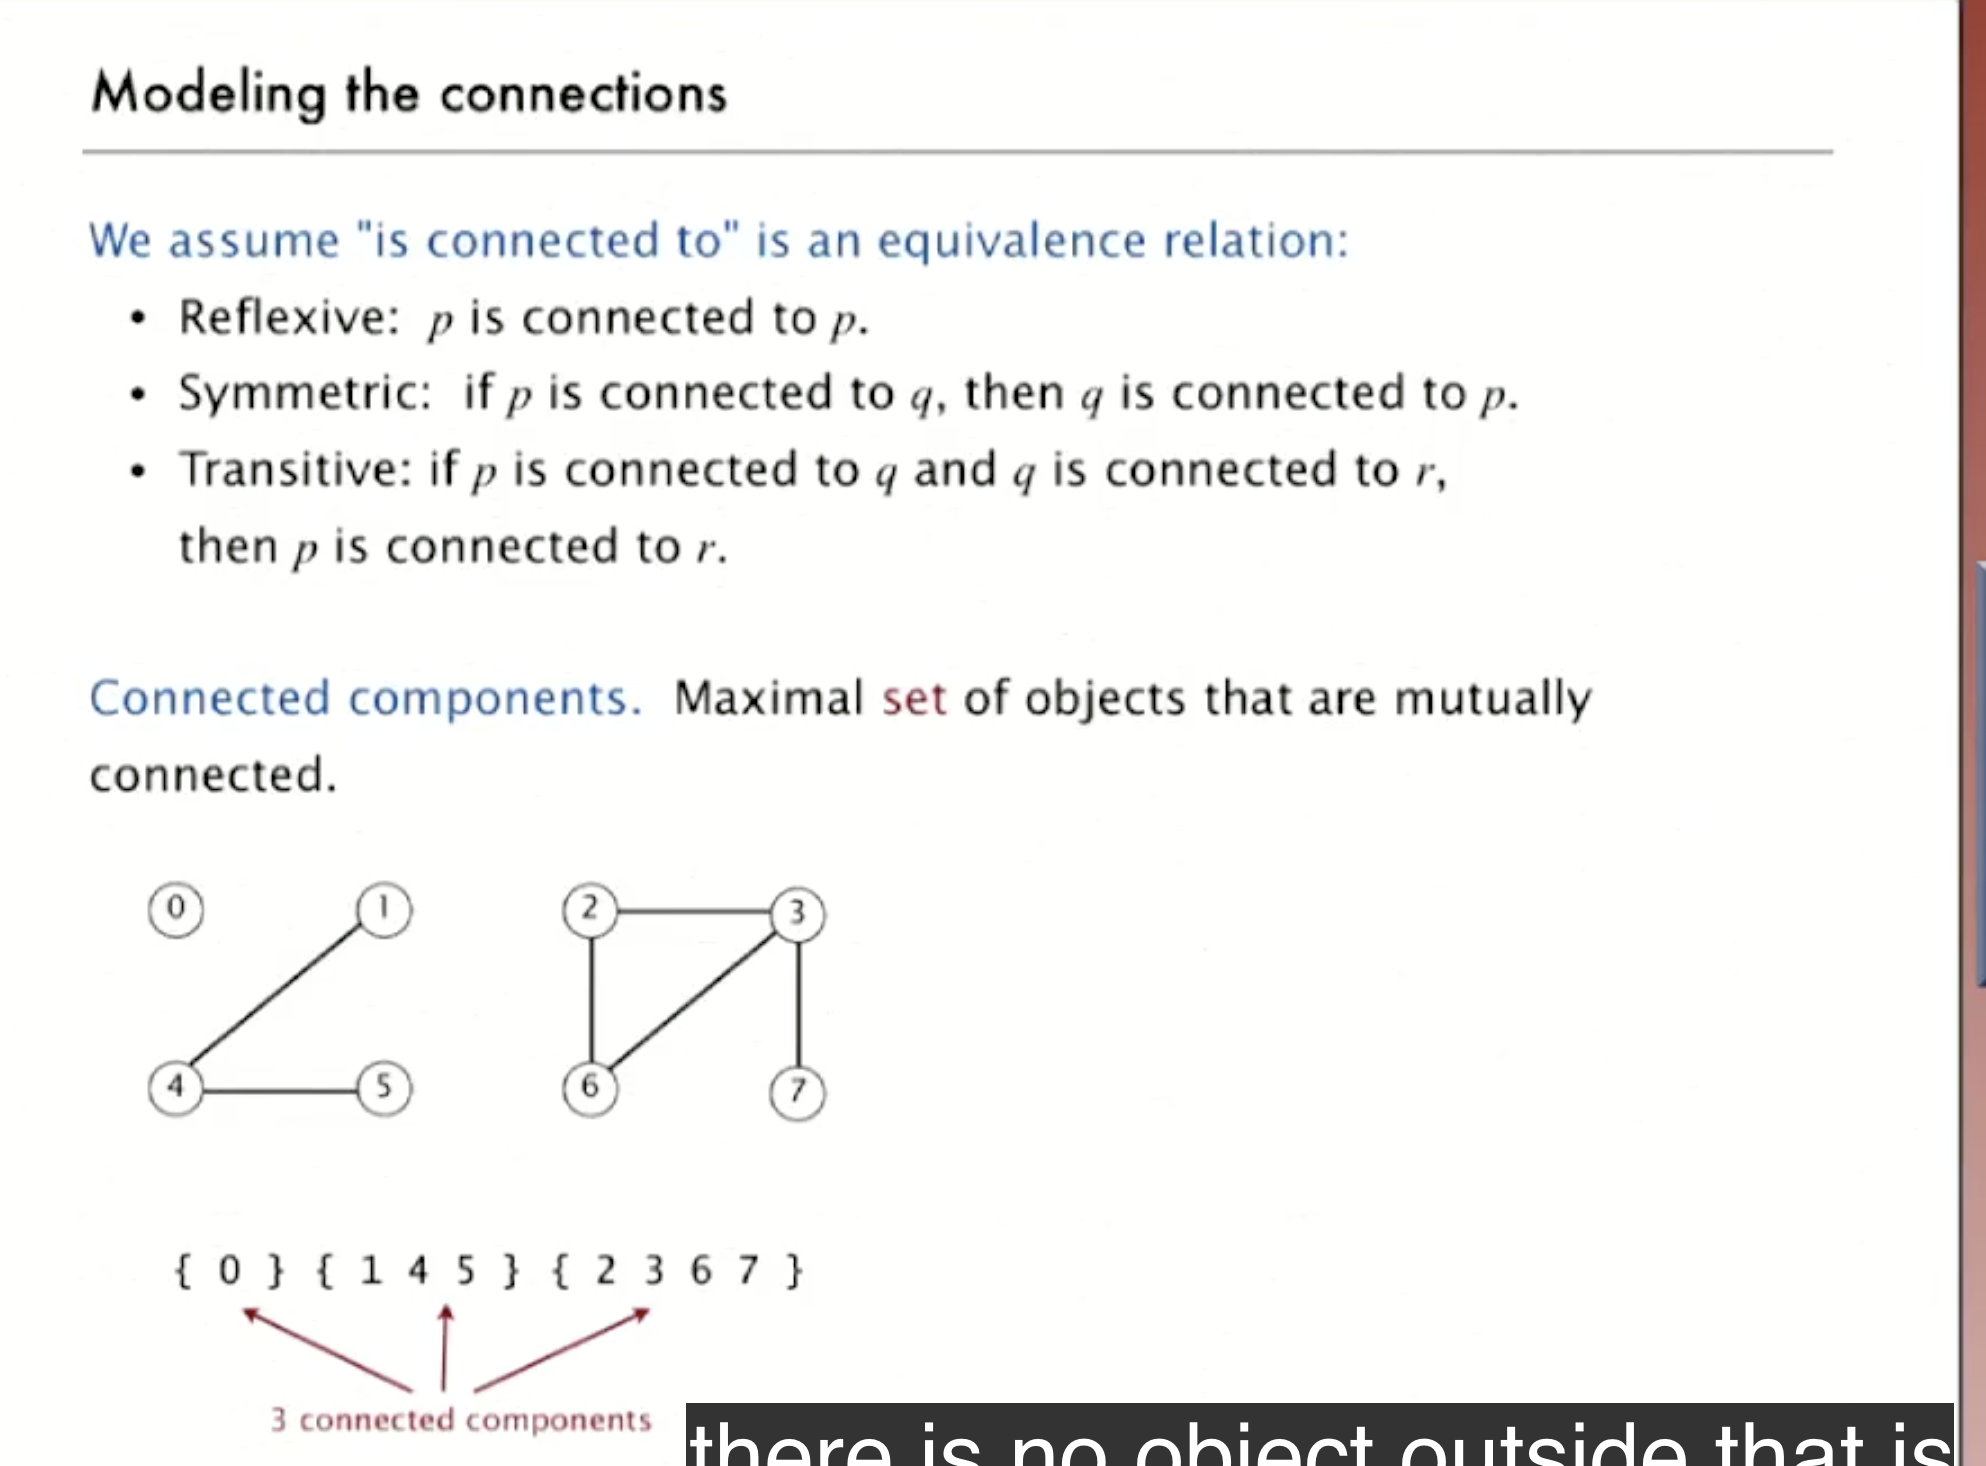 Modeling the connections
We assume "is connected to" is an equivalence relation:
• Reflexive: p is connected to p.
• Symmetric: if p is connected to q, then q is connected to p.
• Transitive: if p is connected to q and q is connected to r,
then p is connected to r.
Connected components. Maximal set of objects that are mutually
connected.
0 1 2 3
4 5 6 7
{ 0 } { 1 4 5 } { 2 3 6 7 }
3 connected components
there is no object outside that is